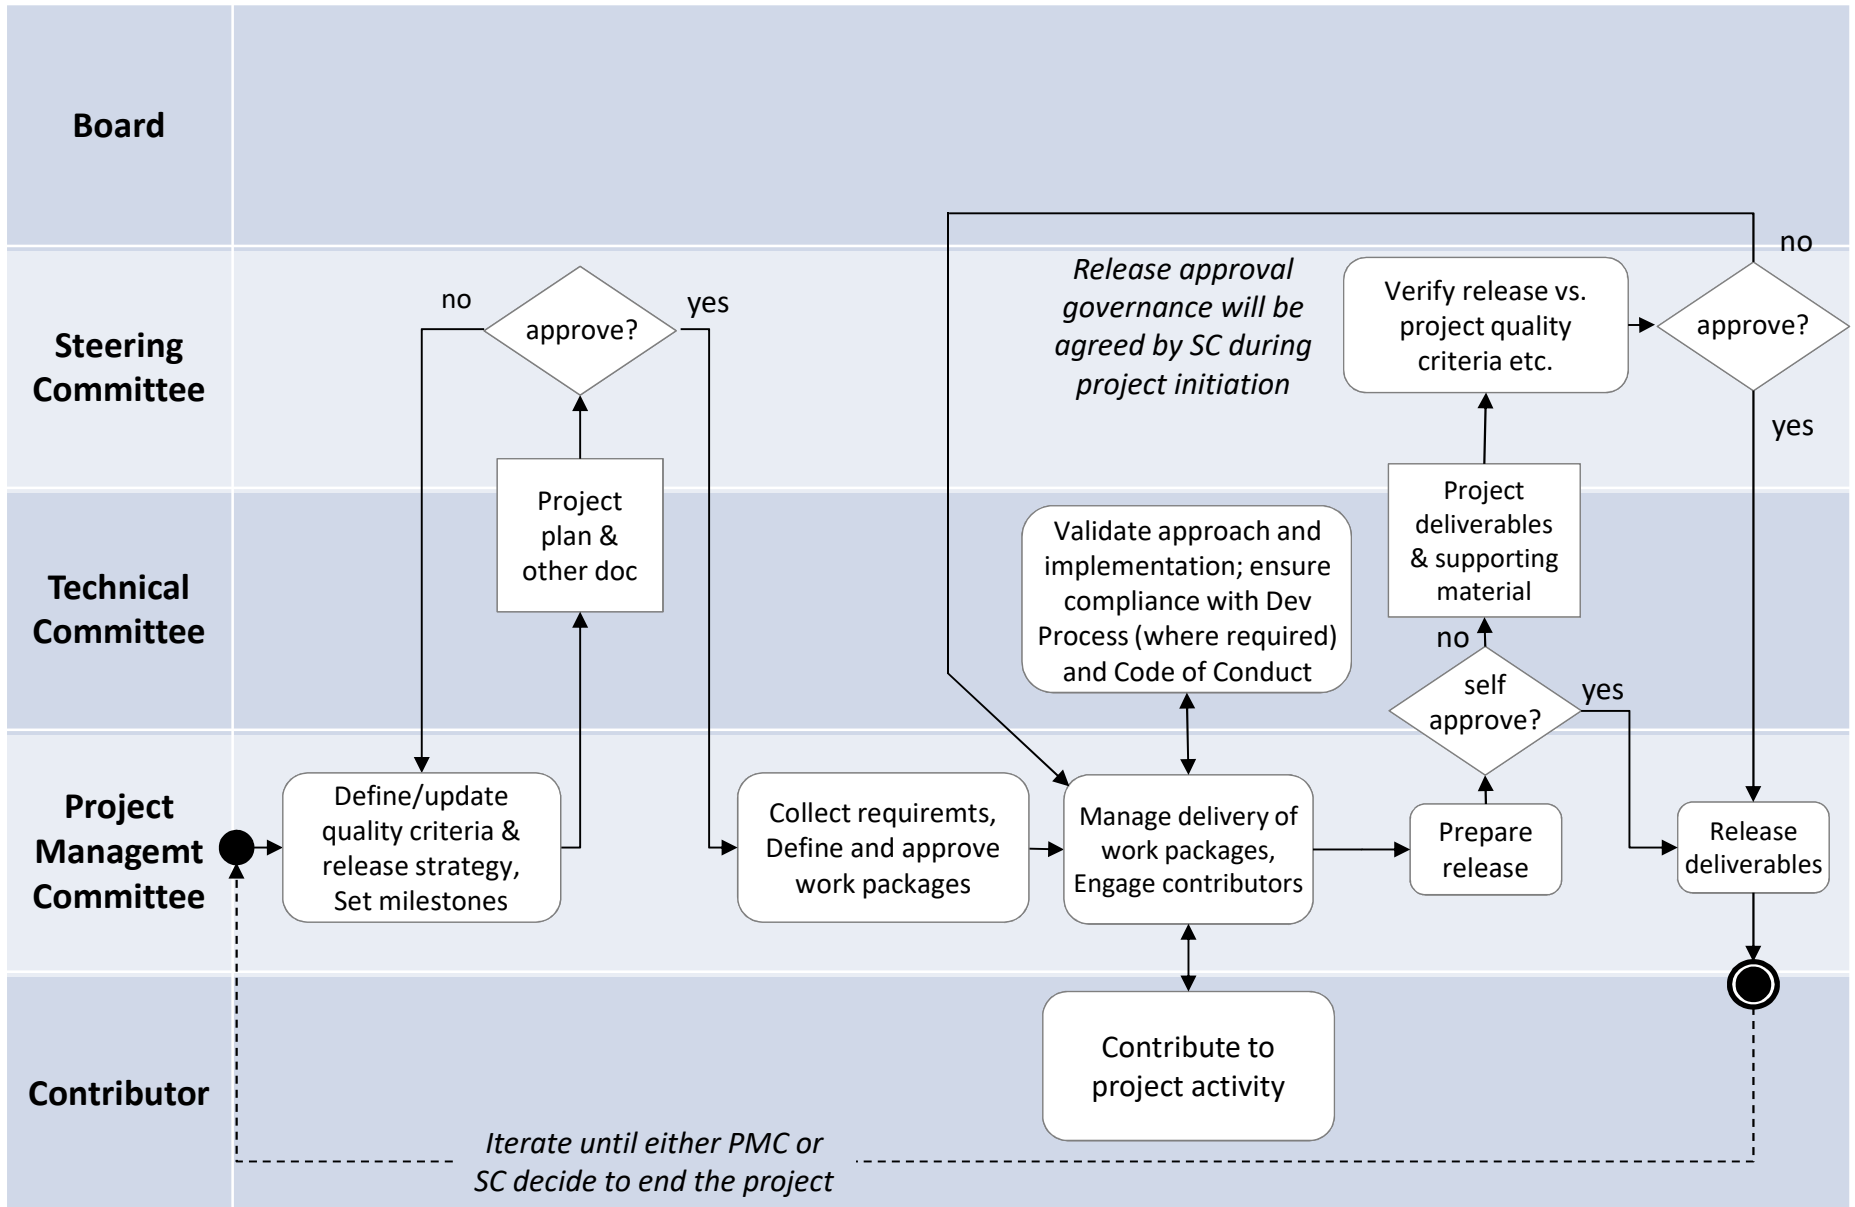 Board
no
Steering
Committee
no
approve?
yes
Release approval
governance will be
agreed by SC during
project initiation
Verify release vs.
project quality
criteria etc.
approve?
yes
Technical
Committee
Project
plan &
other doc
Validate approach and
implementation; ensure
compliance with Dev
Process (where required)
and Code of Conduct
Project
deliverables
& supporting
material
no
self
approve?
yes
Project
Managemt
Committee
Define/update
quality criteria &
release strategy,
Set milestones
Collect requiremts,
Define and approve
work packages
Manage delivery of
work packages,
Engage contributors
Prepare
release
Release
deliverables
Contributor
Contribute to
project activity
Iterate until either PMC or
SC decide to end the project